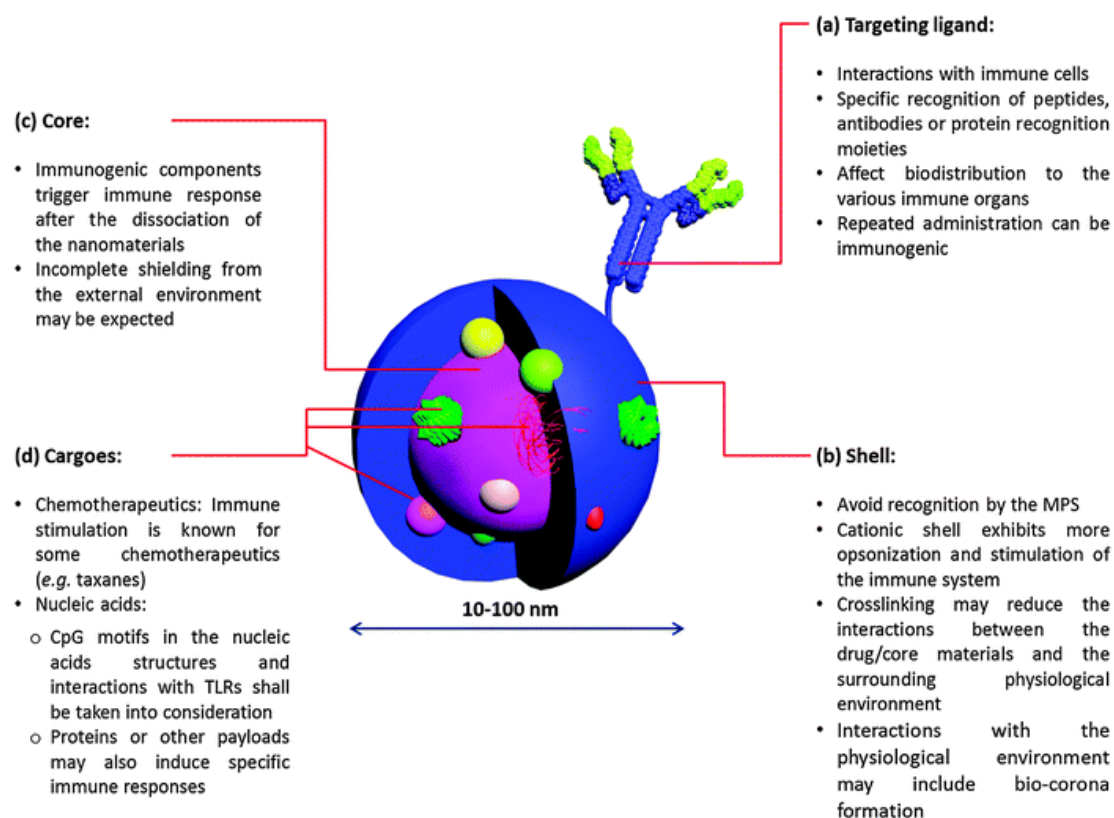 (a) Targeting ligand:
• Interactions with immune cells
• Specific recognition of peptides,
antibodies or protein recognition
moieties
• Affect biodistribution to the
various immune organs
• Repeated administration can be
immunogenic
(c) Core:
• Immunogenic components
trigger immune response
after the dissociation of
the nanomaterials
• Incomplete shielding from
the external environment
may be expected
(d) Cargoes:
• Chemotherapeutics: Immune
stimulation is known for
some chemotherapeutics
(e.g. taxanes)
• Nucleic acids:
o CpG motifs in the nucleic
acids structures and
interactions with TLRs shall
be taken into consideration
o Proteins or other payloads
may also induce specific
immune responses
10-100 nm
(b) Shell:
• Avoid recognition by the MPS
• Cationic shell exhibits more
opsonization and stimulation of
the immune system
• Crosslinking may reduce the
interactions between the
drug/core materials and the
surrounding physiological
environment
• Interactions with the
physiological environment
may include bio-corona
formation